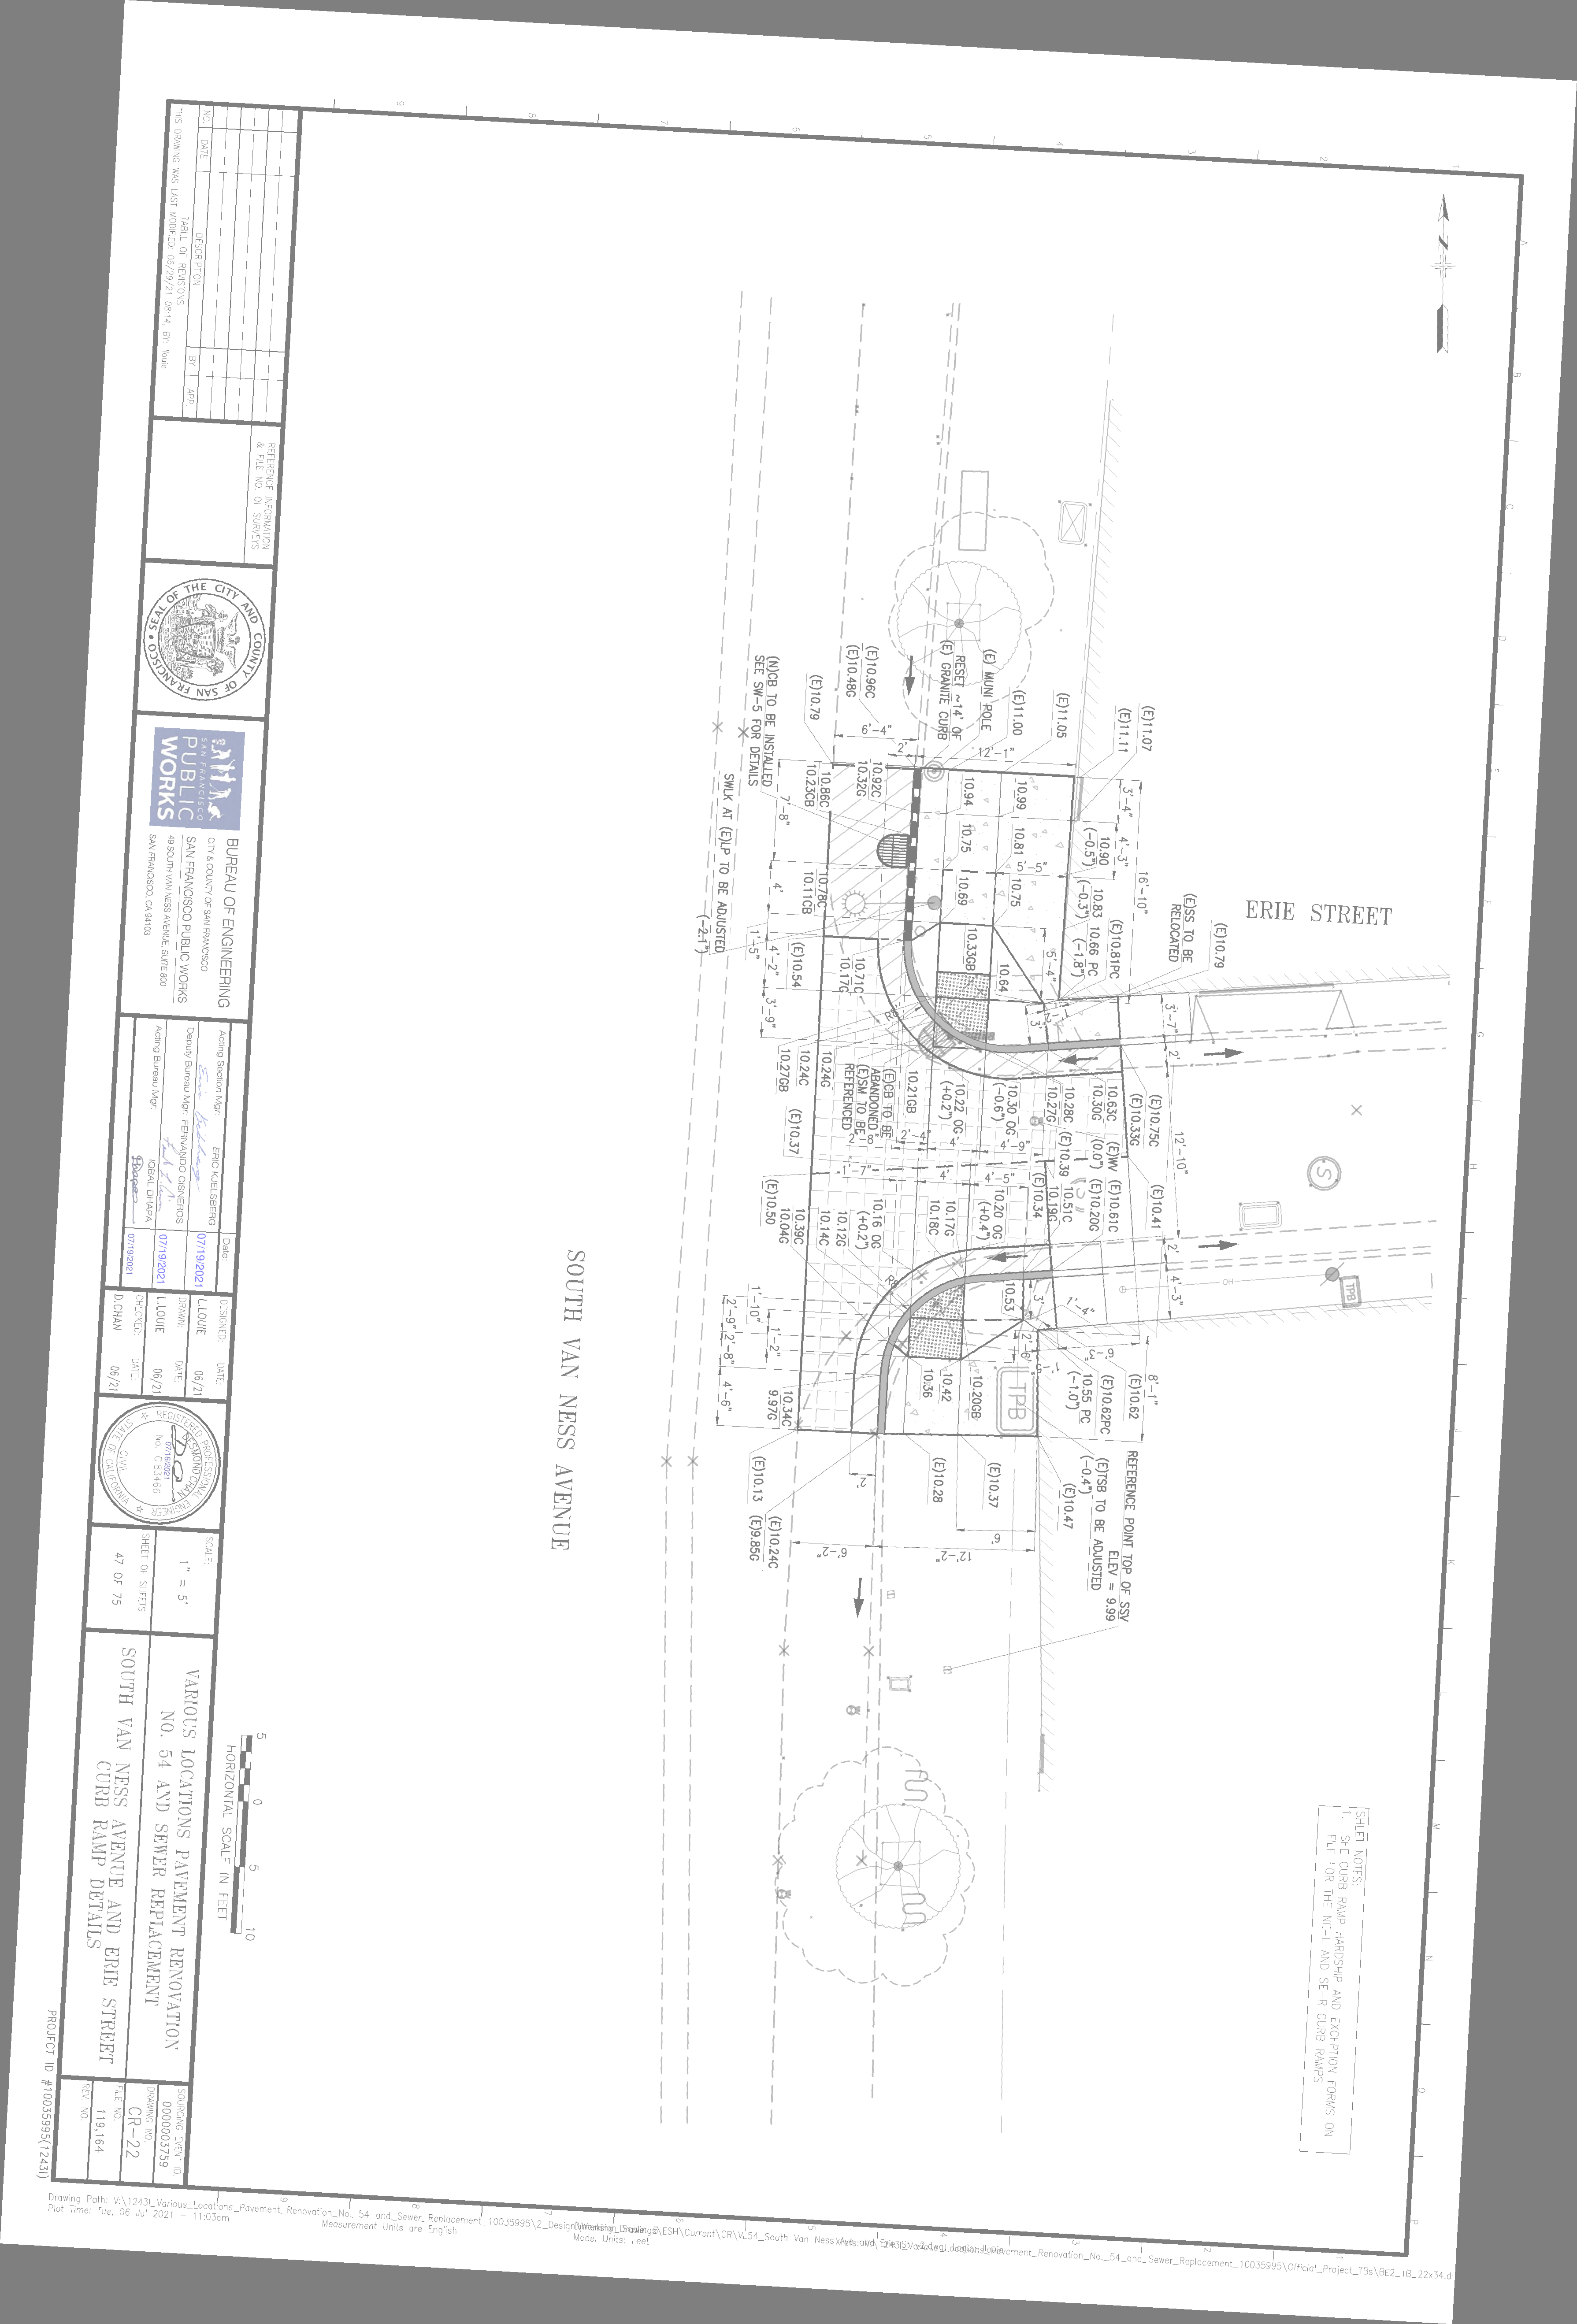 ERIE STREET
SOUTH VAN NESS AVENUE
(E)11.07
(E)11.11
(E)11.05
(E)11.00
(E) MUNI POLE
RESET ~14' OF
(E) GRANITE CURB
(E)10.96C
(E)10.48G
(E)10.79
(N)CB TO BE INSTALLED
SEE SW-5 FOR DETAILS
SWLK AT (E)LP TO BE ADJUSTED
(-2.1")
6'-4"
2'
12'-1"
3'-4"
4'-3"
16'-10"
5'-5"
7'-8"
4'
1'-5"
4'-2"
3'-9"
10.99
10.94
10.92C
10.32G
10.86C
10.23CB
10.90
(-0.5")
10.81
10.75
10.83
(-0.3")
10.75
10.69
10.78C
10.11CB
10.66 PC
(-1.8")
(E)10.81PC
(E)SS TO BE
RELOCATED
(E)10.79
10.33GB
10.64
5'-4"
3'
10.71C
10.17G
(E)10.54
3'-7"
2'
12'-10"
2'
4'-3"
10.27GB
10.24C
10.24G
(E)10.37
(E)CB TO BE
ABANDONED
(E)SM TO BE
REFERENCED
10.21GB
10.22 OG
(+0.2")
10.30 OG
(-0.6")
10.27G
10.28C
10.30G
10.63C
(E)10.33G
(E)10.75C
2'-8"
2'-4"
4'
4'-9"
(E)10.39
(E)WV
(0.0")
(E)10.41
1'-7"
4'
4'-5"
(E)10.34
10.19G
10.51C
(E)10.20G
(E)10.61C
(E)10.50
10.04G
10.39C
10.14C
10.12G
10.16 OG
(+0.2")
10.18C
10.17G
10.20 OG
(+0.4")
10.53
3'
1'-4"
2'-6"
1'-10"
2'-9"
1'-2"
2'-8"
4'-6"
8'-1"
10.34C
9.97G
10.36
10.42
10.20GB
TPB
TPB
S
OH
10.55 PC
(-1.0")
(E)10.62PC
(E)10.62
(E)10.13
(E)9.85G
(E)10.24C
(E)10.28
(E)10.37
(E)10.47
2'
6'-2"
12'-2"
6'
(E)TSB TO BE ADJUSTED
(-0.4")
REFERENCE POINT TOP OF SSV
ELEV = 9.99
SHEET NOTES:
1. SEE CURB RAMP HARDSHIP AND EXCEPTION FORMS ON
FILE FOR THE NE-L AND SE-R CURB RAMPS
5 0 5 10
HORIZONTAL SCALE IN FEET
NO. DATE DESCRIPTION BY APP.
TABLE OF REVISIONS
THIS DRAWING WAS LAST MODIFIED: 06/29/21 08:14, BY: llouie
REFERENCE INFORMATION
& FILE NO. OF SURVEYS
SEAL OF THE CITY AND COUNTY OF SAN FRANCISCO
SAN FRANCISCO
PUBLIC
WORKS
BUREAU OF ENGINEERING
CITY & COUNTY OF SAN FRANCISCO
SAN FRANCISCO PUBLIC WORKS
49 SOUTH VAN NESS AVENUE, SUITE 800
SAN FRANCISCO, CA 94103
Acting Section Mgr: ERIC KJELSBERG
Date:
07/19/2021
Deputy Bureau Mgr: FERNANDO CISNEROS
07/19/2021
Acting Bureau Mgr: IQBAL DHAPA
07/19/2021
DESIGNED: DATE:
L.LOUIE 06/21
DRAWN: DATE:
L.LOUIE 06/21
CHECKED: DATE:
D.CHAN 06/21
REGISTERED PROFESSIONAL ENGINEER
DESMOND CHAN
07/16/2021
No. C 83466
CIVIL
STATE OF CALIFORNIA
SCALE:
1" = 5'
SHEET OF SHEETS
47 OF 75
VARIOUS LOCATIONS PAVEMENT RENOVATION
NO. 54 AND SEWER REPLACEMENT
SOUTH VAN NESS AVENUE AND ERIE STREET
CURB RAMP DETAILS
SOURCING EVENT ID.
0000003759
DRAWING NO.
CR-22
FILE NO.
119,164
REV. NO.
PROJECT ID #10035995(1243I)
Drawing Path: V:\1243I_Various_Locations_Pavement_Renovation_No._54_and_Sewer_Replacement_10035995\2_Design\Working_Drawings\ESH\Current\CR\VL54_South Van Ness Ave and Erie St_v2.dwg
Plot Time: Tue, 06 Jul 2021 - 11:03am
Measurement Units are English
Model Units: Feet